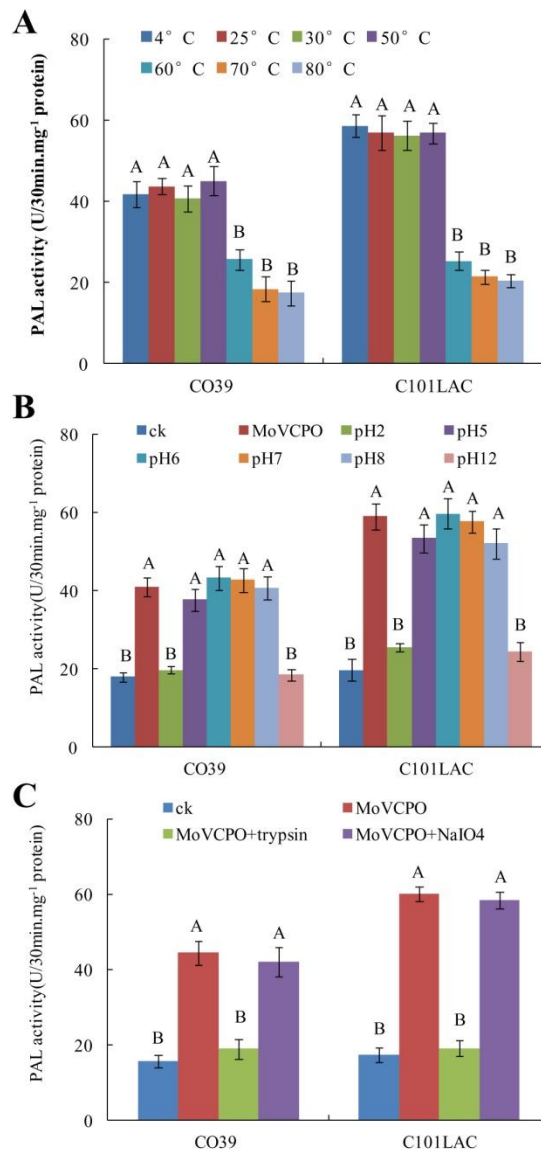 A
4° C 25° C 30° C 50° C
60° C 70° C 80° C
PAL activity (U/30min.mg⁻¹ protein)
80
60
40
20
0
A A A A B B B
A A A A B B B
CO39 C101LAC
B
ck MoVCPO pH2 pH5
pH6 pH7 pH8 pH12
PAL activity(U/30min.mg⁻¹ protein)
80
60
40
20
0
B A B A A A A B
B A B A A A A B
CO39 C101LAC
C
ck MoVCPO
MoVCPO+trypsin MoVCPO+NaIO4
PAL activity(U/30min.mg⁻¹ protein)
80
60
40
20
0
B A B A
B A B A
CO39 C101LAC